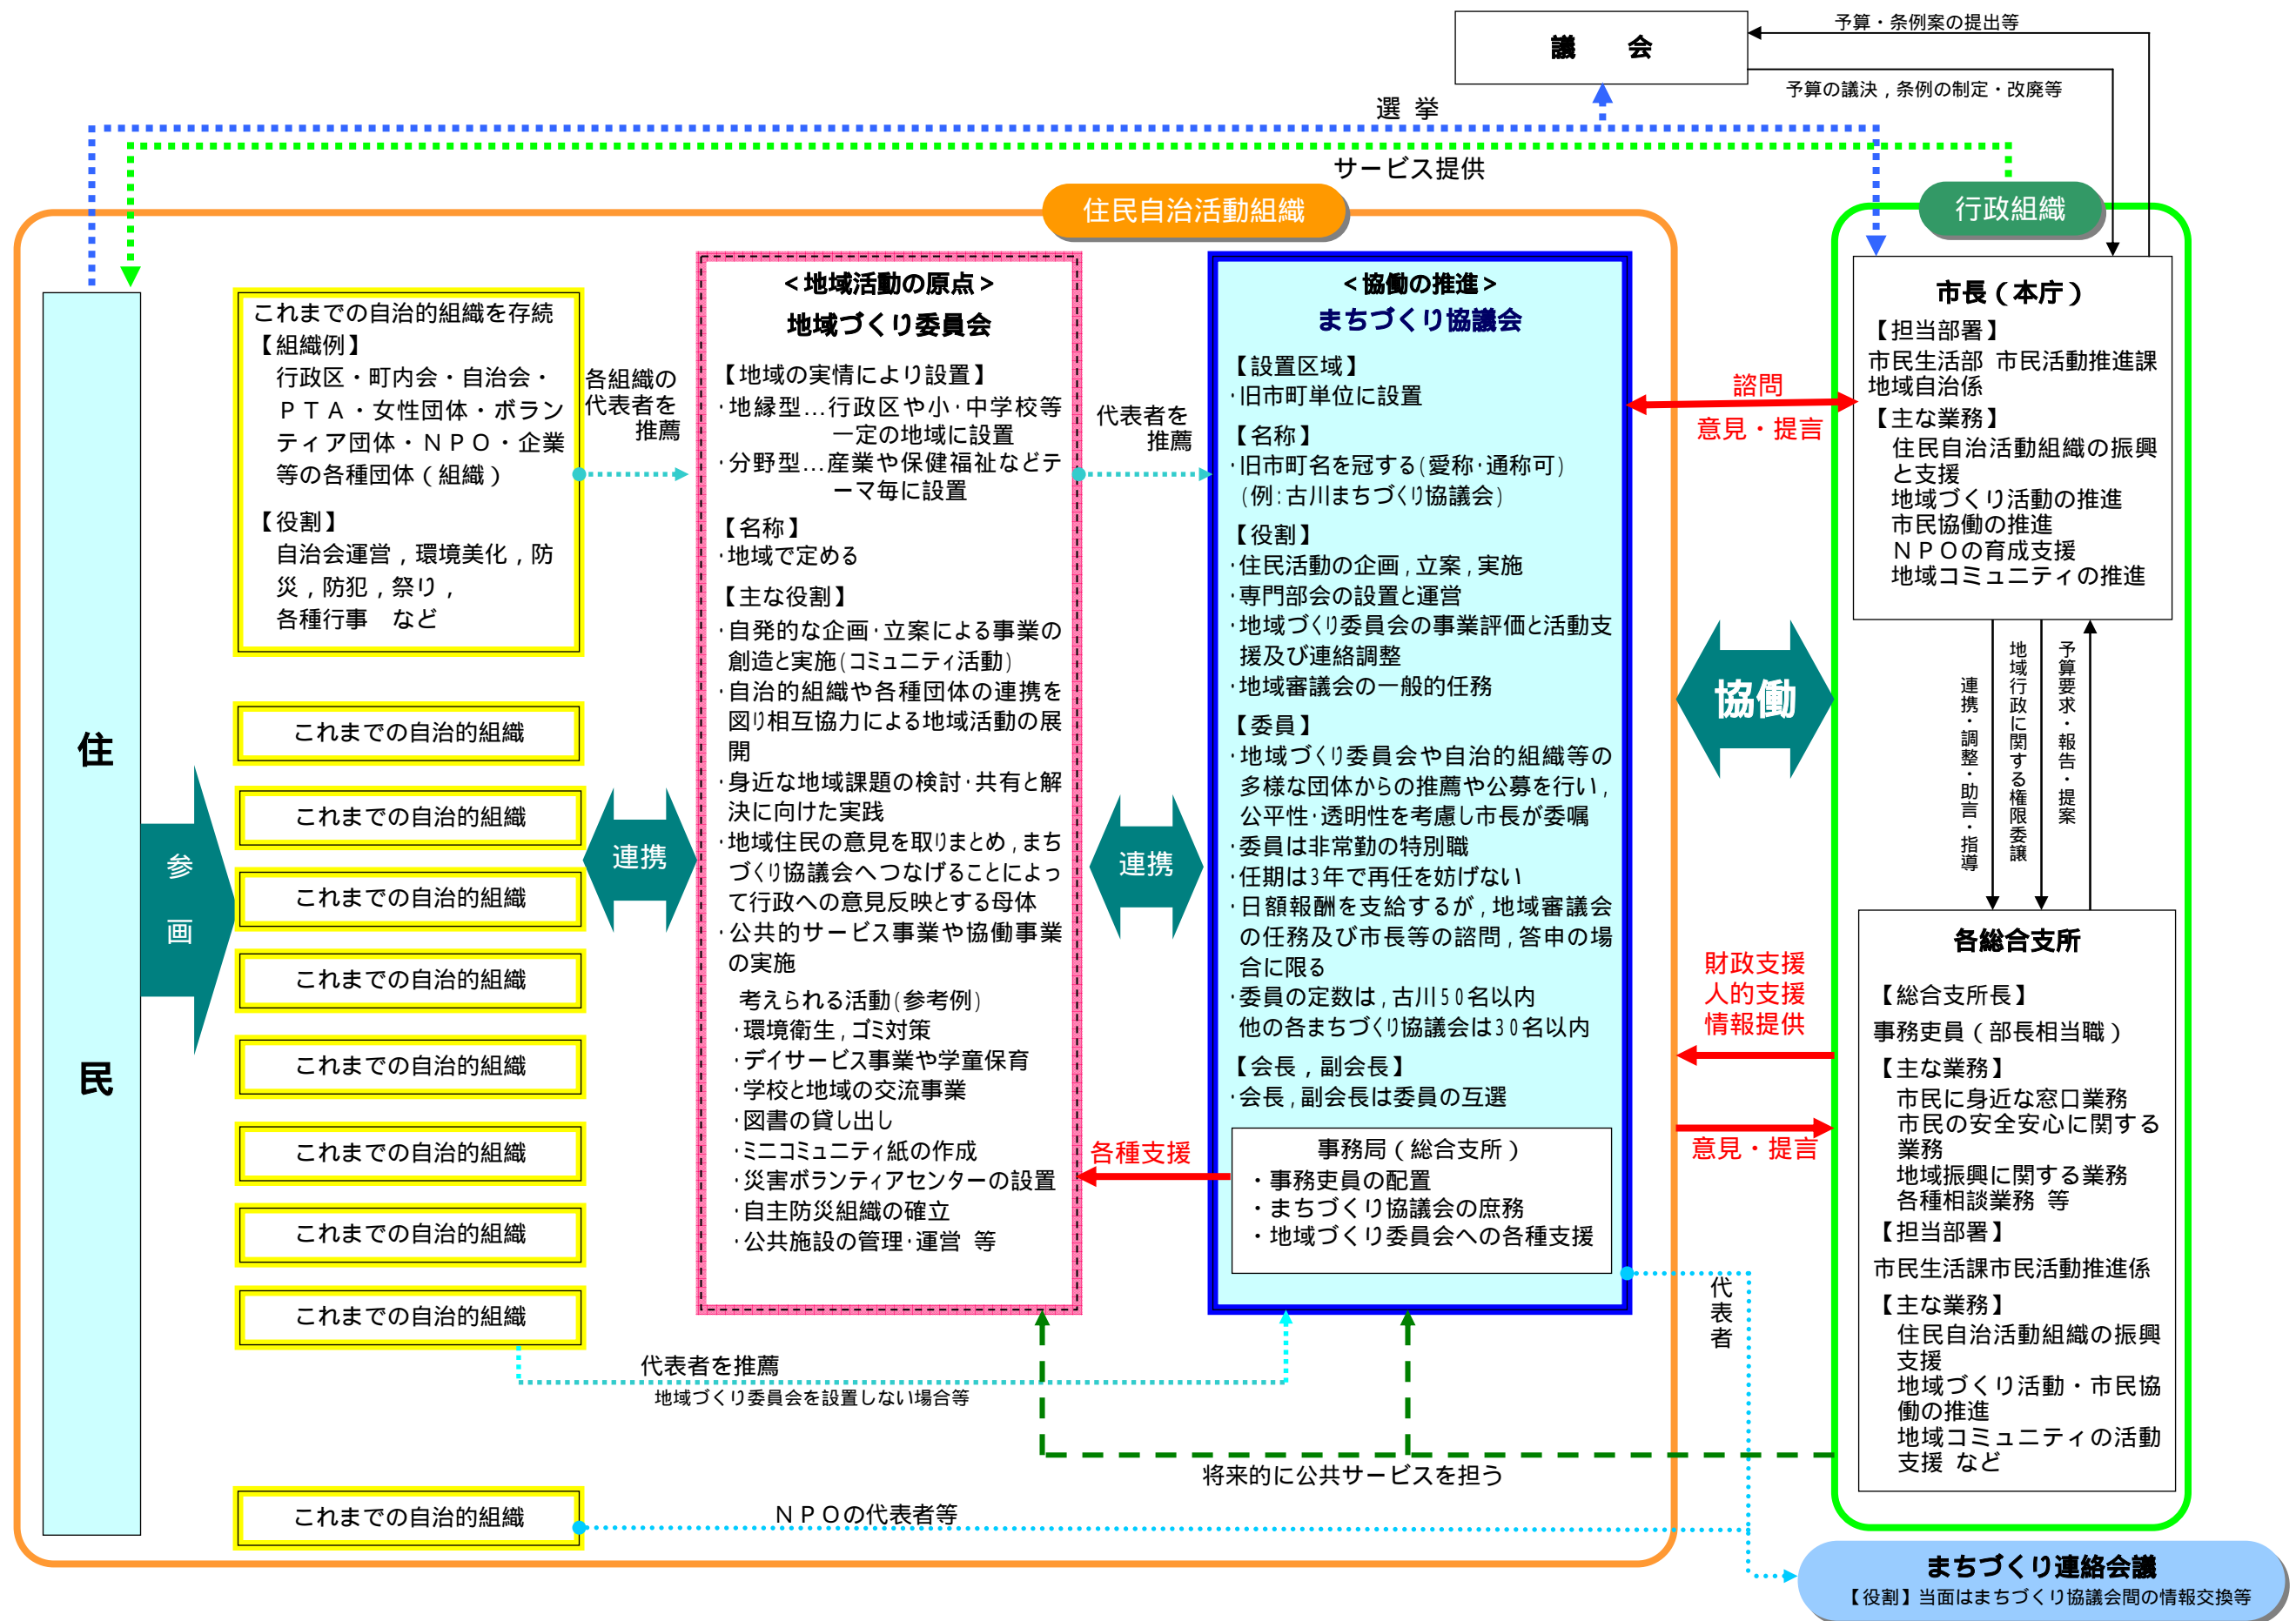 議　会
予算・条例案の提出等
予算の議決，条例の制定・改廃等
選 挙
サービス提供
住民自治活動組織
行政組織
住
民
参
画
これまでの自治的組織を存続
【組織例】
行政区・町内会・自治会・
ＰＴＡ・女性団体・ボラン
ティア団体・ＮＰＯ・企業
等の各種団体（組織）
【役割】
自治会運営，環境美化，防
災，防犯，祭り，
各種行事　など
これまでの自治的組織
これまでの自治的組織
これまでの自治的組織
これまでの自治的組織
これまでの自治的組織
これまでの自治的組織
これまでの自治的組織
これまでの自治的組織
これまでの自治的組織
各組織の
代表者を
推薦
連携
＜地域活動の原点＞
地域づくり委員会
【地域の実情により設置】
・地縁型…行政区や小・中学校等
一定の地域に設置
・分野型…産業や保健福祉などテ
ーマ毎に設置
【名称】
・地域で定める
【主な役割】
・自発的な企画・立案による事業の
創造と実施（コミュニティ活動）
・自治的組織や各種団体の連携を
図り相互協力による地域活動の展
開
・身近な地域課題の検討・共有と解
決に向けた実践
・地域住民の意見を取りまとめ，まち
づくり協議会へつなげることによっ
て行政への意見反映とする母体
・公共的サービス事業や協働事業
の実施
考えられる活動（参考例）
・環境衛生，ゴミ対策
・デイサービス事業や学童保育
・学校と地域の交流事業
・図書の貸し出し
・ミニコミュニティ紙の作成
・災害ボランティアセンターの設置
・自主防災組織の確立
・公共施設の管理・運営 等
代表者を
推薦
連携
各種支援
＜協働の推進＞
まちづくり協議会
【設置区域】
・旧市町単位に設置
【名称】
・旧市町名を冠する（愛称・通称可）
（例：古川まちづくり協議会）
【役割】
・住民活動の企画，立案，実施
・専門部会の設置と運営
・地域づくり委員会の事業評価と活動支
援及び連絡調整
・地域審議会の一般的任務
【委員】
・地域づくり委員会や自治的組織等の
多様な団体からの推薦や公募を行い，
公平性・透明性を考慮し市長が委嘱
・委員は非常勤の特別職
・任期は3年で再任を妨げない
・日額報酬を支給するが，地域審議会
の任務及び市長等の諮問，答申の場
合に限る
・委員の定数は，古川50名以内
他の各まちづくり協議会は30名以内
【会長，副会長】
・会長，副会長は委員の互選
事務局（総合支所）
・事務吏員の配置
・まちづくり協議会の庶務
・地域づくり委員会への各種支援
諮問
意見・提言
協働
財政支援
人的支援
情報提供
意見・提言
市長（本庁）
【担当部署】
市民生活部 市民活動推進課
地域自治係
【主な業務】
住民自治活動組織の振興
と支援
地域づくり活動の推進
市民協働の推進
ＮＰＯの育成支援
地域コミュニティの推進
連携・調整・助言・指導
地域行政に関する権限委譲
予算要求・報告・提案
各総合支所
【総合支所長】
事務吏員（部長相当職）
【主な業務】
市民に身近な窓口業務
市民の安全安心に関する
業務
地域振興に関する業務
各種相談業務 等
【担当部署】
市民生活課市民活動推進係
【主な業務】
住民自治活動組織の振興
支援
地域づくり活動・市民協
働の推進
地域コミュニティの活動
支援 など
代表者
代表者を推薦
地域づくり委員会を設置しない場合等
将来的に公共サービスを担う
ＮＰＯの代表者等
まちづくり連絡会議
【役割】当面はまちづくり協議会間の情報交換等